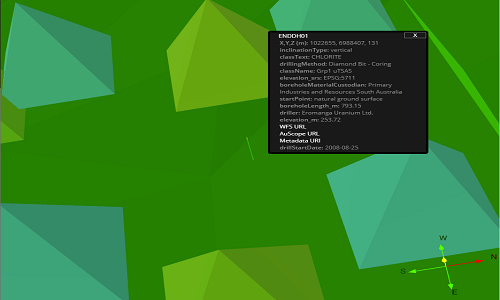 ENDDH01
X
X,Y,Z (m): 1022655, 6988407, 131
inclinationType: vertical
classText: CHLORITE
drillingMethod: Diamond Bit - Coring
className: Grp1 uTSAS
elevation_srs: EPSG:5711
boreholeMaterialCustodian: Primary
Industries and Resources South Australia
startPoint: natural ground surface
boreholeLength_m: 793.15
driller: Eromanga Uranium Ltd.
elevation_m: 253.72
WFS URL
AuScope URL
Metadata URI
drillStartDate: 2008-08-25
W
N
S
E